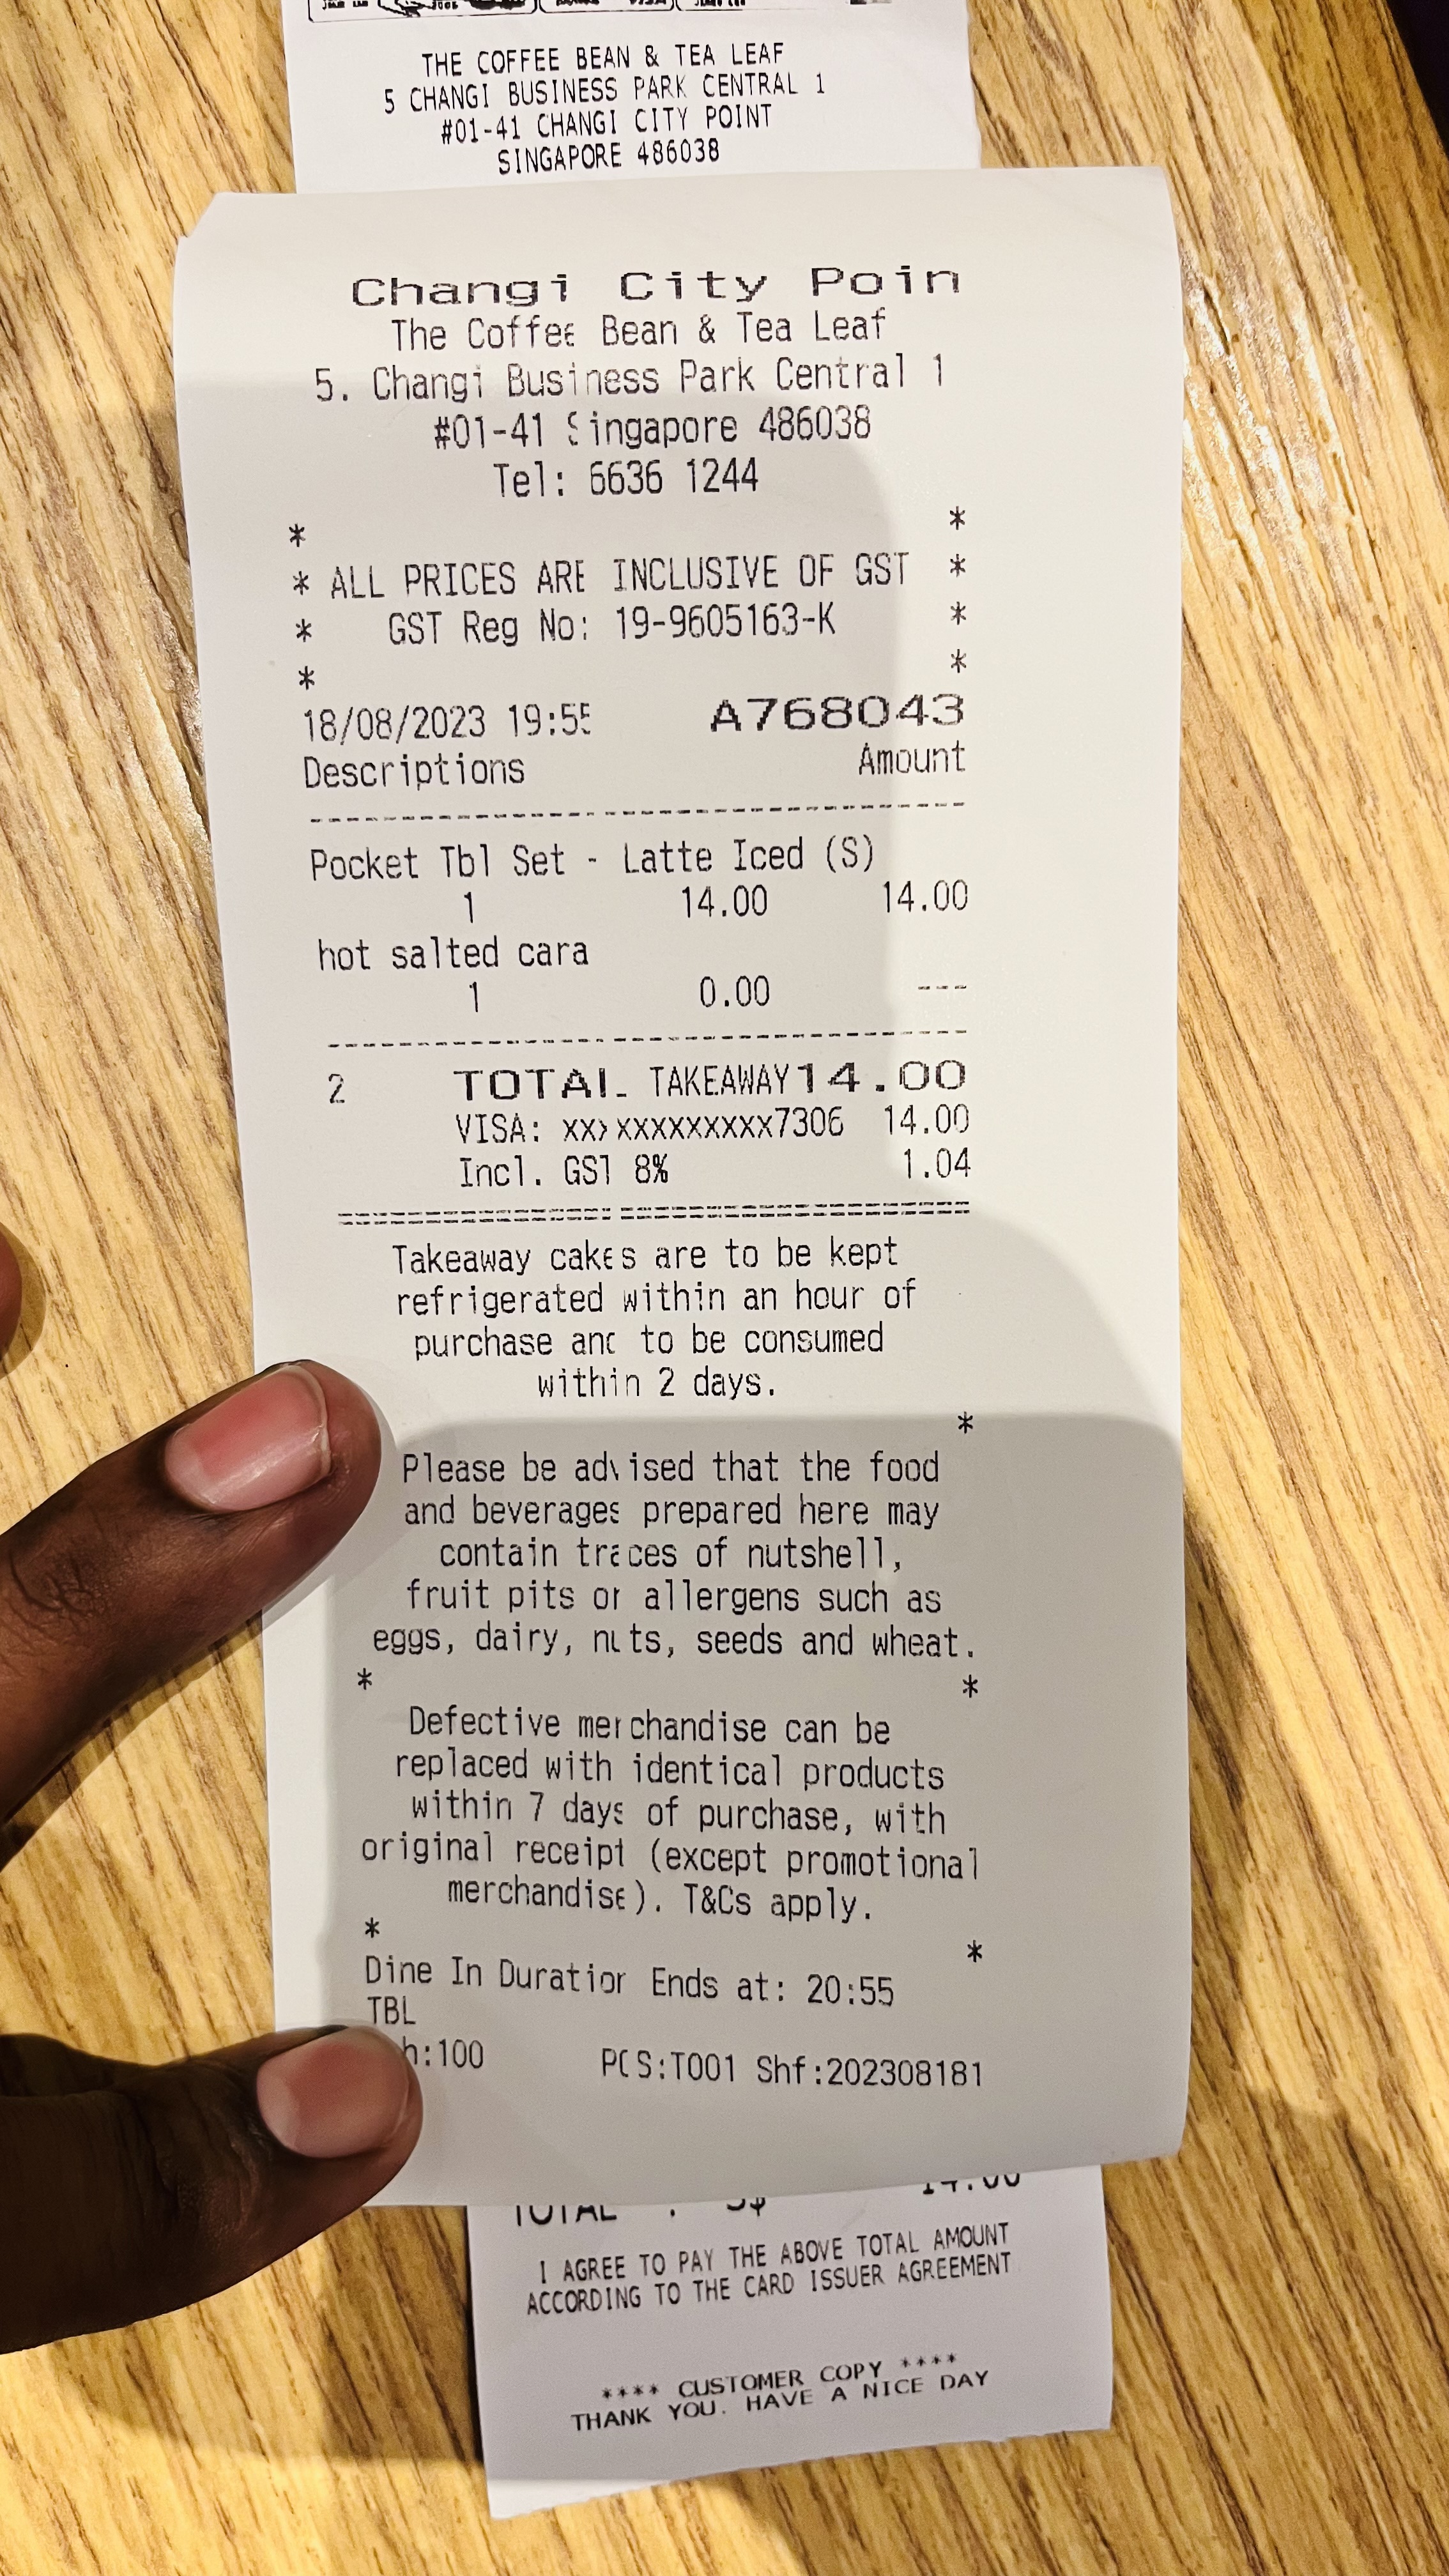 THE COFFEE BEAN & TEA LEAF
5 CHANGI BUSINESS PARK CENTRAL 1
#01-41 CHANGI CITY POINT
SINGAPORE 486038
Changi City Poin
The Coffee Bean & Tea Leaf
5. Changi Business Park Central 1
#01-41 Singapore 486038
Tel: 6636 1244
* *
* ALL PRICES ARE INCLUSIVE OF GST *
* GST Reg No: 19-9605163-K *
* *
18/08/2023 19:55 A768043
Descriptions Amount
Pocket Tbl Set - Latte Iced (S)
1 14.00 14.00
hot salted cara
1 0.00 ---
2 TOTAL TAKEAWAY 14.00
VISA: xxxxxxxxxxxx7306 14.00
Incl. GST 8% 1.04
Takeaway cakes are to be kept
refrigerated within an hour of
purchase and to be consumed
within 2 days.
*
Please be advised that the food
and beverages prepared here may
contain traces of nutshell,
fruit pits or allergens such as
eggs, dairy, nuts, seeds and wheat.
* *
Defective merchandise can be
replaced with identical products
within 7 days of purchase, with
original receipt (except promotional
merchandise). T&Cs apply.
* *
Dine In Duration Ends at: 20:55
TBL
h:100 POS:T001 Shf:202308181
TOTAL : S$ 14.00
I AGREE TO PAY THE ABOVE TOTAL AMOUNT
ACCORDING TO THE CARD ISSUER AGREEMENT
**** CUSTOMER COPY ****
THANK YOU. HAVE A NICE DAY